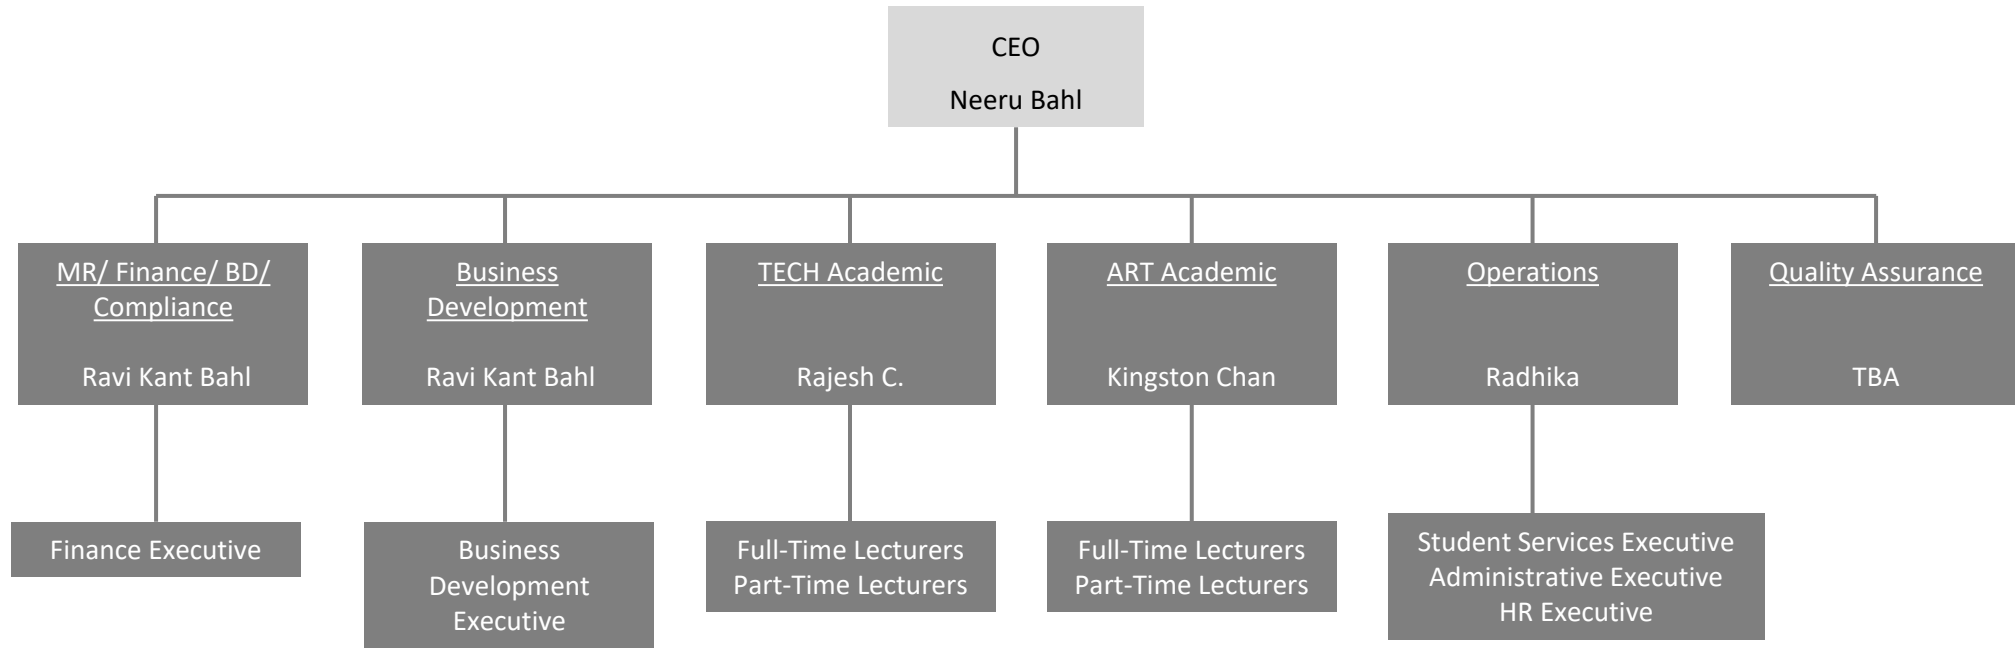 CEO
Neeru Bahl
MR/ Finance/ BD/
Compliance
Ravi Kant Bahl
Business
Development
Ravi Kant Bahl
TECH Academic
Rajesh C.
ART Academic
Kingston Chan
Operations
Radhika
Quality Assurance
TBA
Finance Executive
Business
Development
Executive
Full-Time Lecturers
Part-Time Lecturers
Full-Time Lecturers
Part-Time Lecturers
Student Services Executive
Administrative Executive
HR Executive